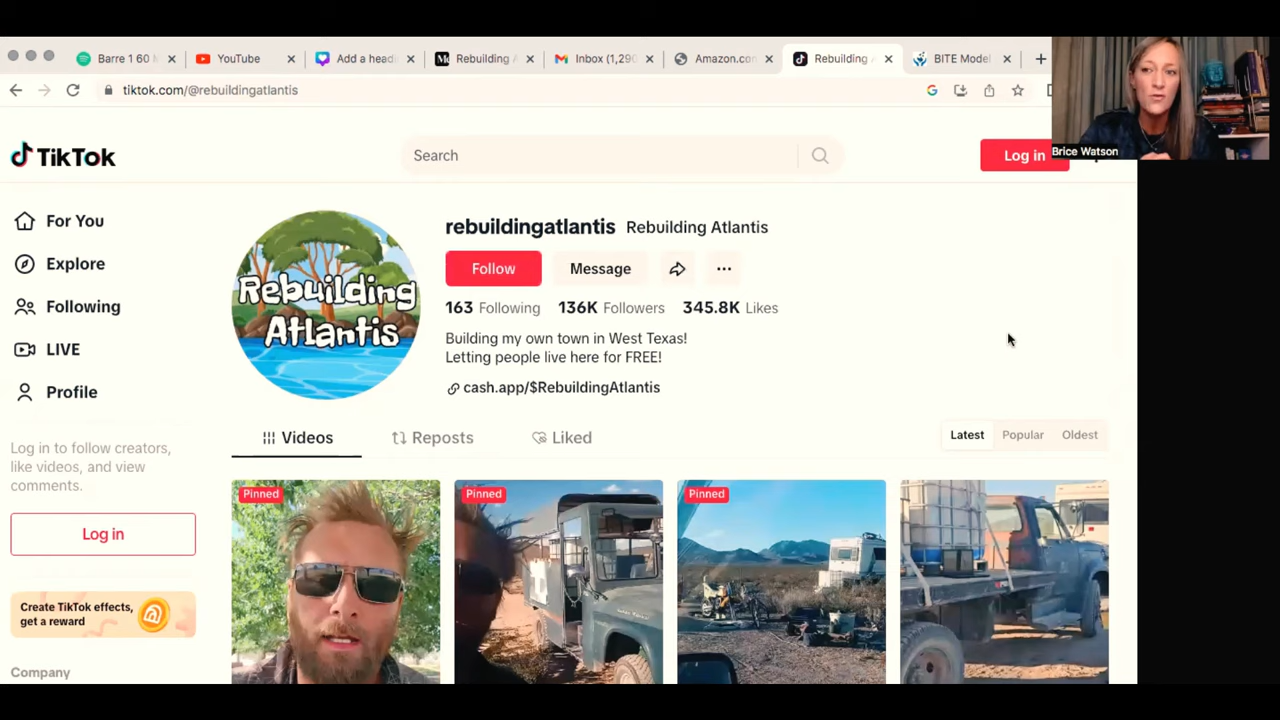 Barre 1 60
YouTube
Add a head
Rebuilding
Inbox (1,290
Amazon.con
Rebuilding
BITE Model
tiktok.com/@rebuildingatlantis
Brice Watson
TikTok
Search
Log in
For You
Explore
Following
LIVE
Profile
Log in to follow creators,
like videos, and view
comments.
Log in
Create TikTok effects,
get a reward
Company
Rebuilding
Atlantis
rebuildingatlantis Rebuilding Atlantis
Follow
Message
163 Following 136K Followers 345.8K Likes
Building my own town in West Texas!
Letting people live here for FREE!
cash.app/$RebuildingAtlantis
Videos
Reposts
Liked
Latest
Popular
Oldest
Pinned
Pinned
Pinned